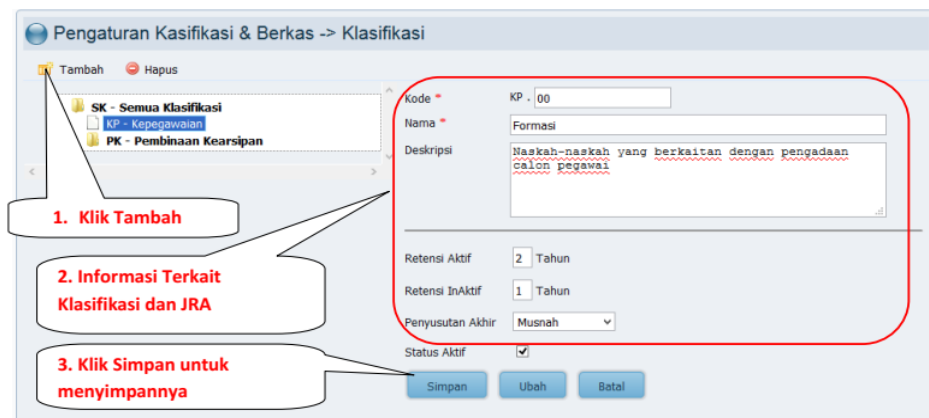 Pengaturan Kasifikasi & Berkas -> Klasifikasi
Tambah Hapus
SK - Semua Klasifikasi
KP - Kepegawaian
PK - Pembinaan Kearsipan
1. Klik Tambah
2. Informasi Terkait
Klasifikasi dan JRA
3. Klik Simpan untuk
menyimpannya
Kode * KP . 00
Nama * Formasi
Deskripsi Naskah-naskah yang berkaitan dengan pengadaan
calon pegawai
Retensi Aktif 2 Tahun
Retensi InAktif 1 Tahun
Penyusutan Akhir Musnah
Status Aktif
Simpan Ubah Batal